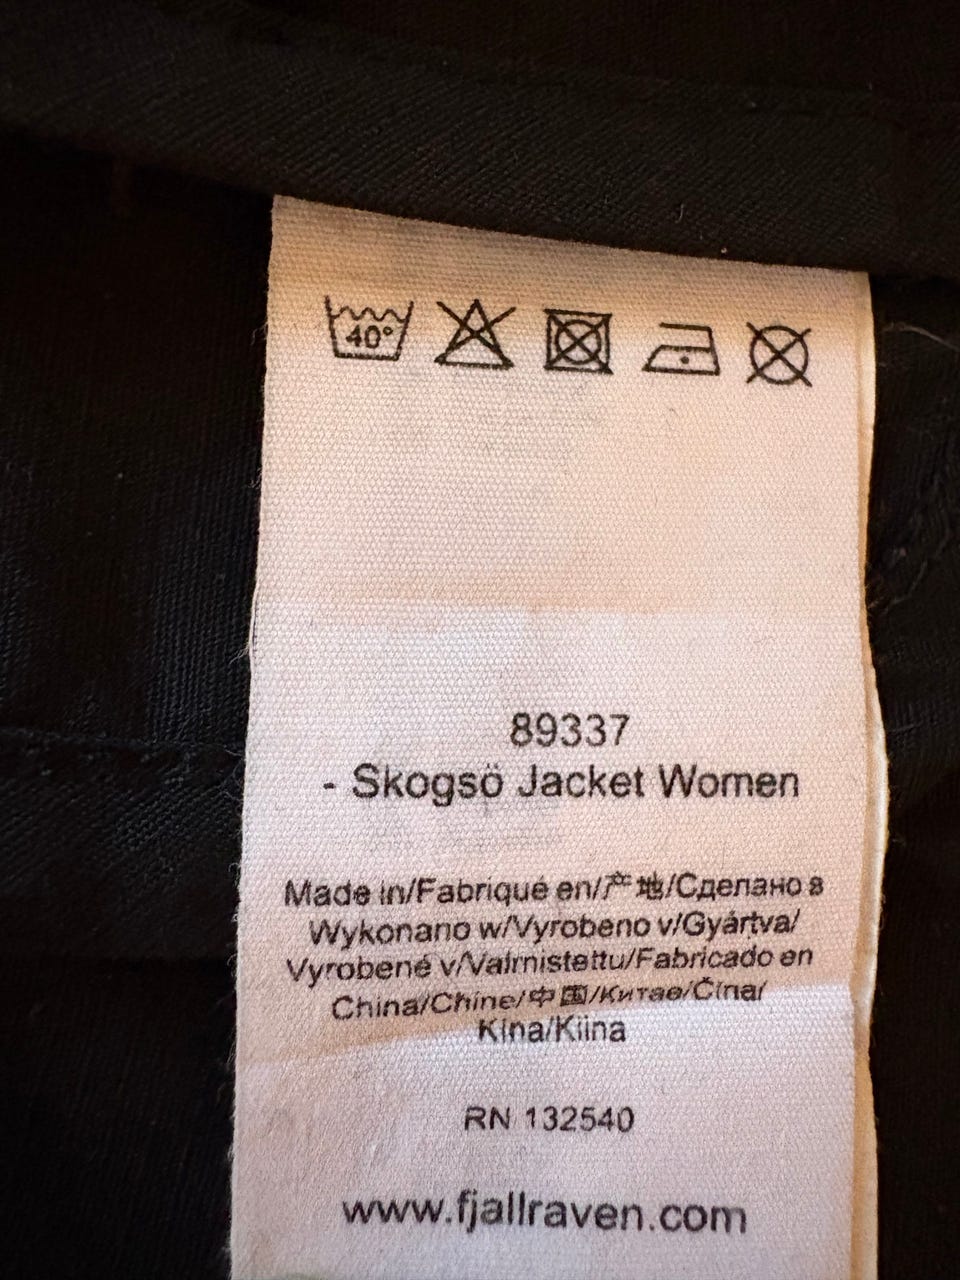 40°
89337
- Skogsö Jacket Women
Made in/Fabriqué en/产地/Сделано в
Wykonano w/Vyrobeno v/Gyártva/
Vyrobené v/Valmistettu/Fabricado en
China/Chine/中国/Китае/Čína/
Kína/Kiina
RN 132540
www.fjallraven.com